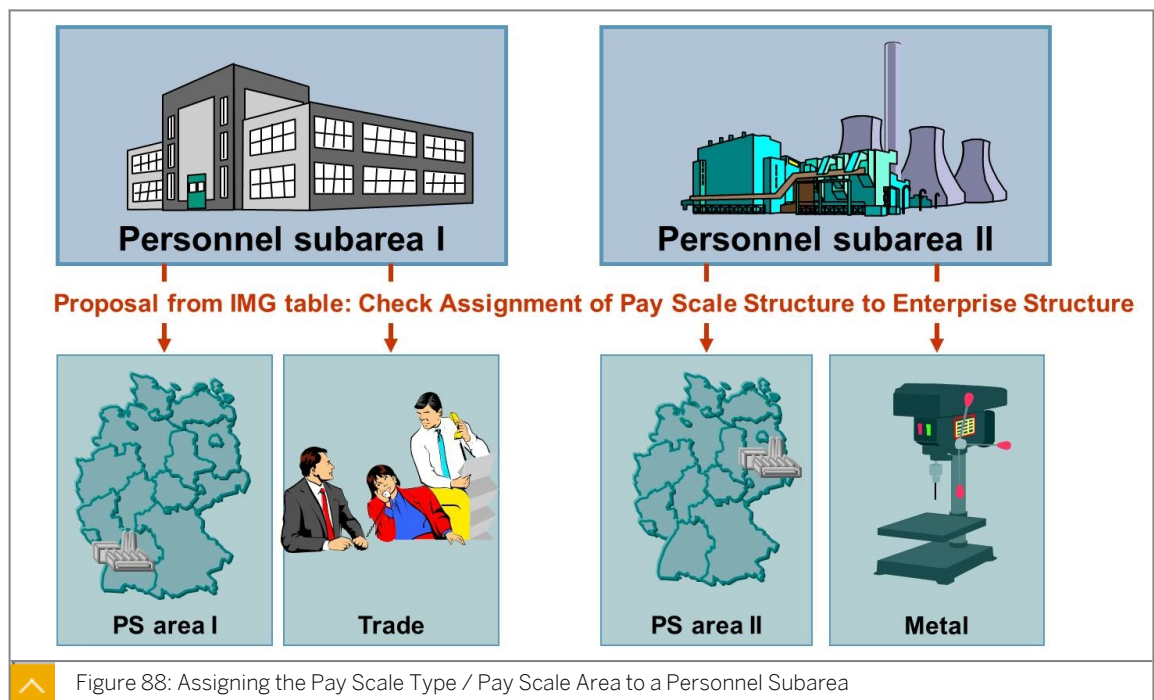 Personnel subarea I
Personnel subarea II
Proposal from IMG table: Check Assignment of Pay Scale Structure to Enterprise Structure
PS area I
Trade
PS area II
Metal
Figure 88: Assigning the Pay Scale Type / Pay Scale Area to a Personnel Subarea